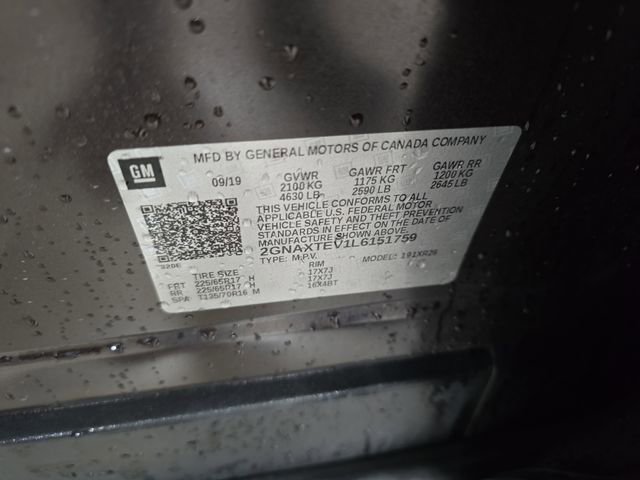 GM
MFD BY GENERAL MOTORS OF CANADA COMPANY
09/19 GVWR GAWR FRT GAWR RR
2100 KG 1175 KG 1200 KG
4630 LB 2590 LB 2645 LB
THIS VEHICLE CONFORMS TO ALL
APPLICABLE U.S. FEDERAL MOTOR
VEHICLE SAFETY AND THEFT PREVENTION
STANDARDS IN EFFECT ON THE DATE OF
MANUFACTURE SHOWN ABOVE.
2GNAXTEV1L6151759
TYPE: M.P.V. MODEL: 1XR26
TIRE SIZE RIM
FRT 225/65R17 H 17X7J
RR 225/65R17 H 17X7J
SPA T135/70R16 M 16X4BT